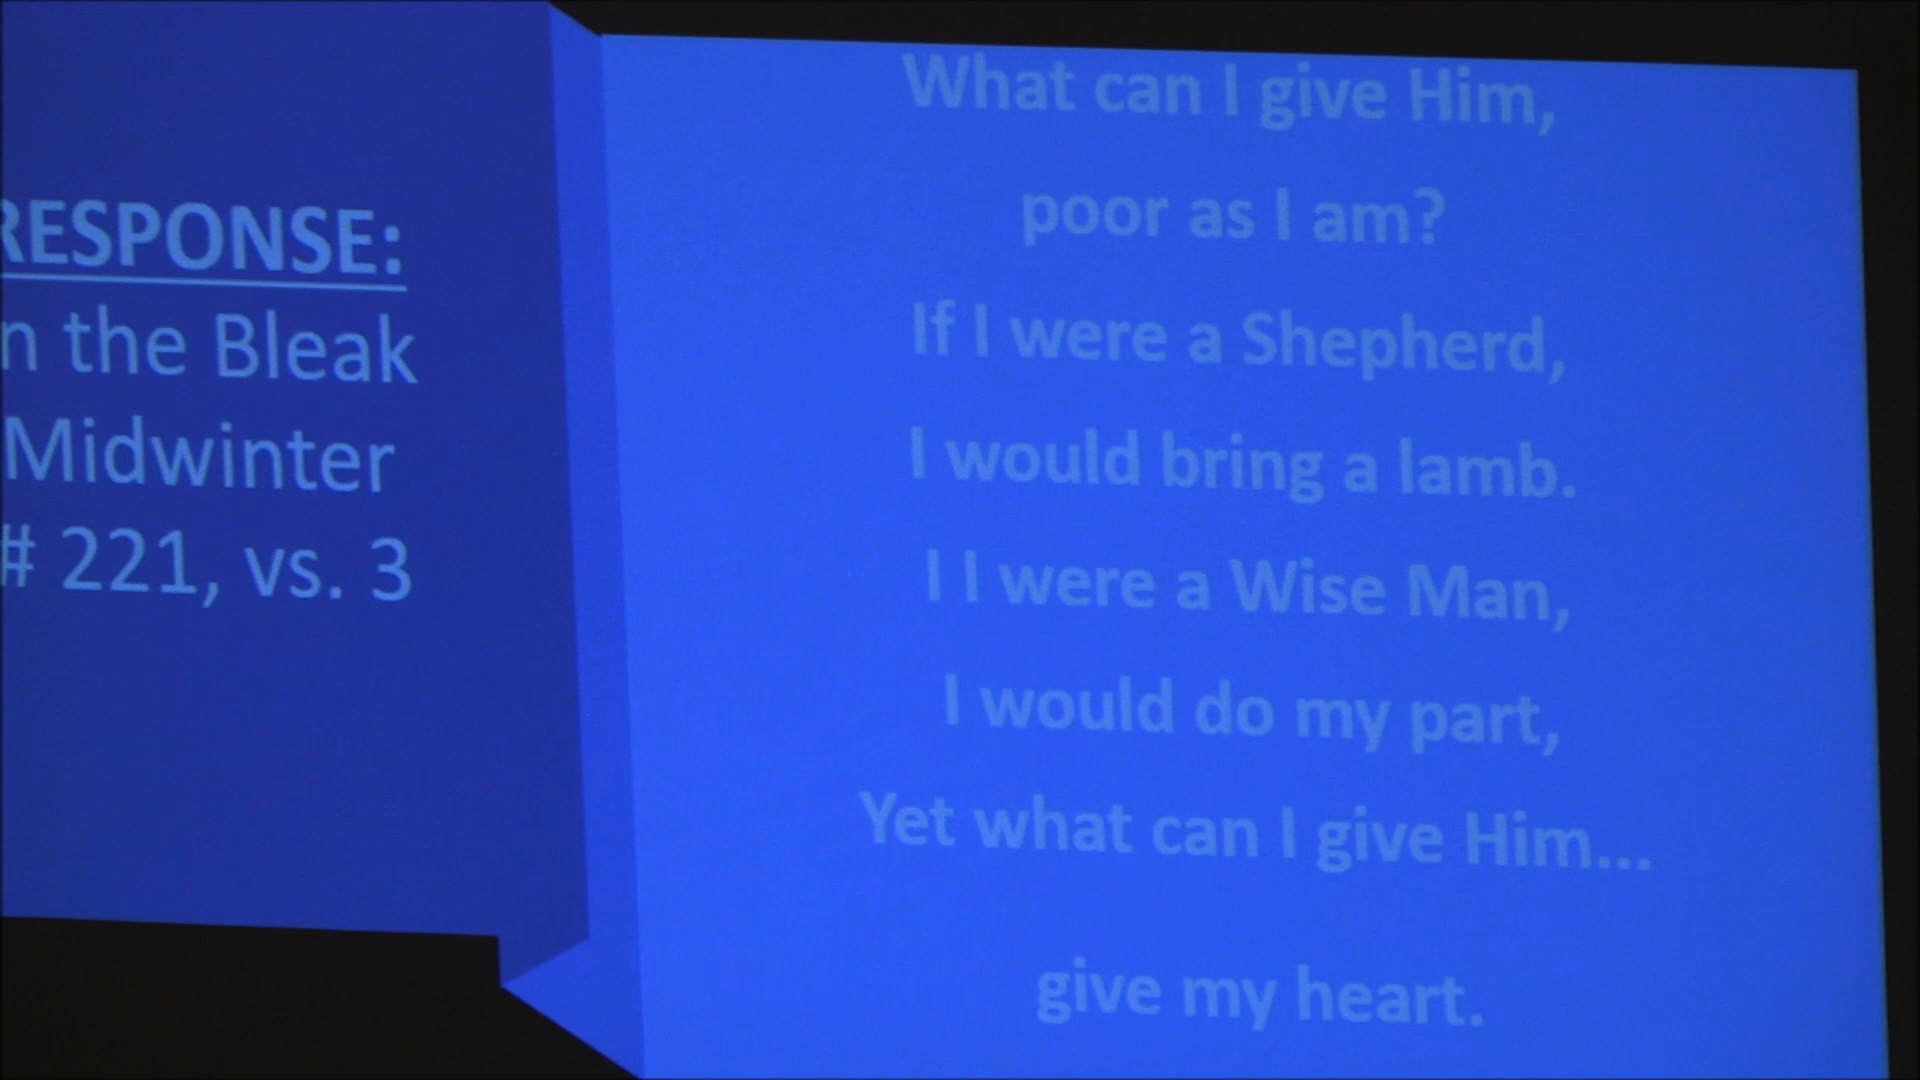 RESPONSE:
n the Bleak
Midwinter
# 221, vs. 3
What can I give Him,
poor as I am?
If I were a Shepherd,
I would bring a lamb.
I I were a Wise Man,
I would do my part,
Yet what can I give Him...
give my heart.